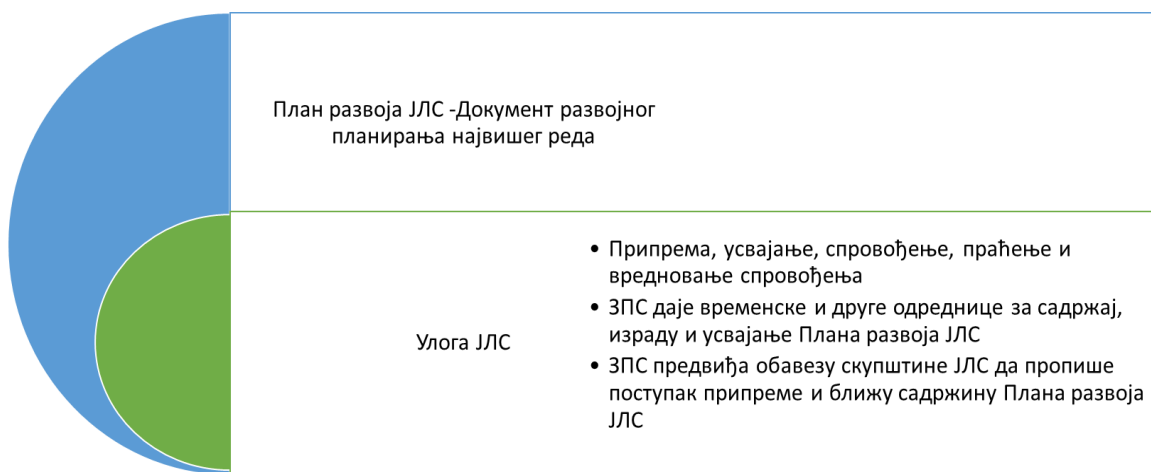 План развоја ЈЛС -Документ развојног
планирања највишег реда
Улога ЈЛС
• Припрема, усвајање, спровођење, праћење и
вредновање спровођења
• ЗПС даје временске и друге одреднице за садржај,
израду и усвајање Плана развоја ЈЛС
• ЗПС предвиђа обавезу скупштине ЈЛС да пропише
поступак припреме и ближу садржину Плана развоја
ЈЛС